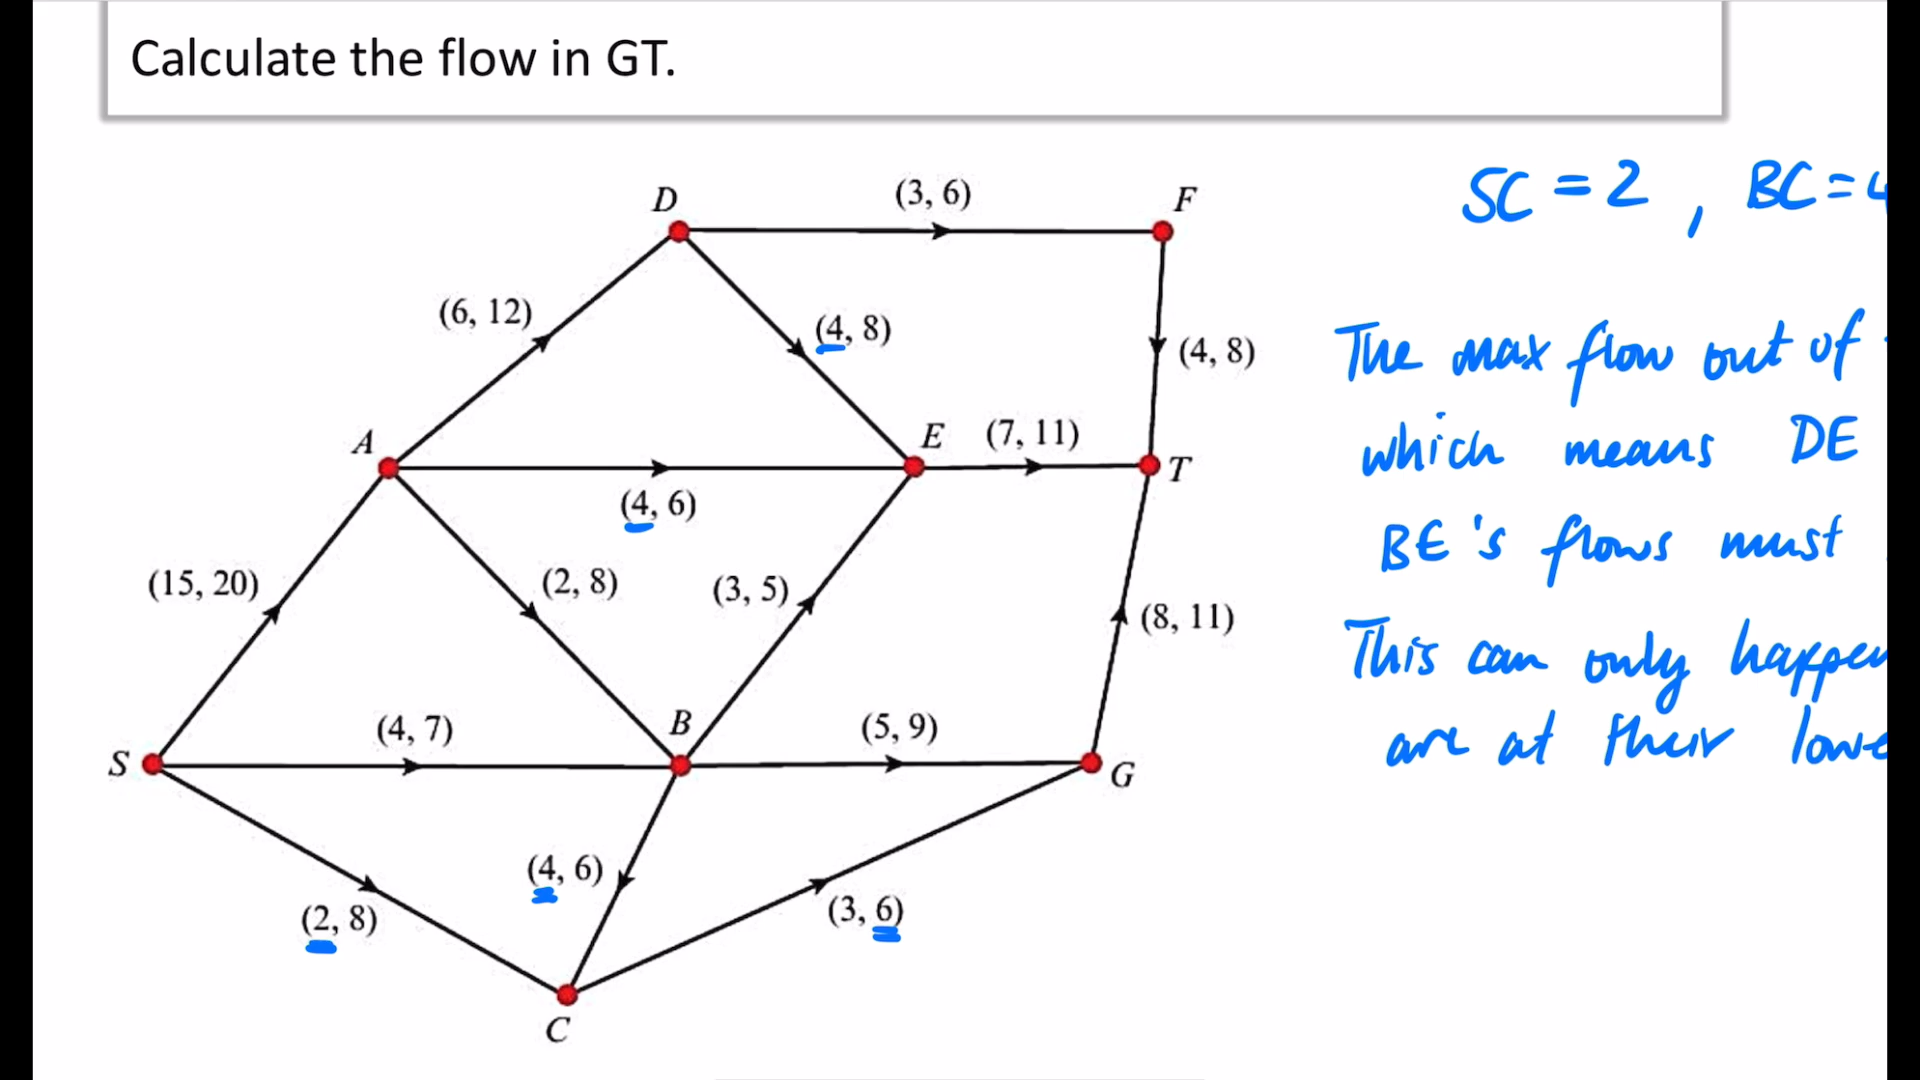 Calculate the flow in GT.
D
(3, 6)
F
SC = 2 , BC = 4
(6, 12)
(4, 8)
(4, 8)
The max flow out of
A
E
(7, 11)
T
which means DE
(4, 6)
BE's flows must
(15, 20)
(2, 8)
(3, 5)
(8, 11)
This can only happen
S
(4, 7)
B
(5, 9)
G
are at their
(4, 6)
(2, 8)
(3, 6)
C